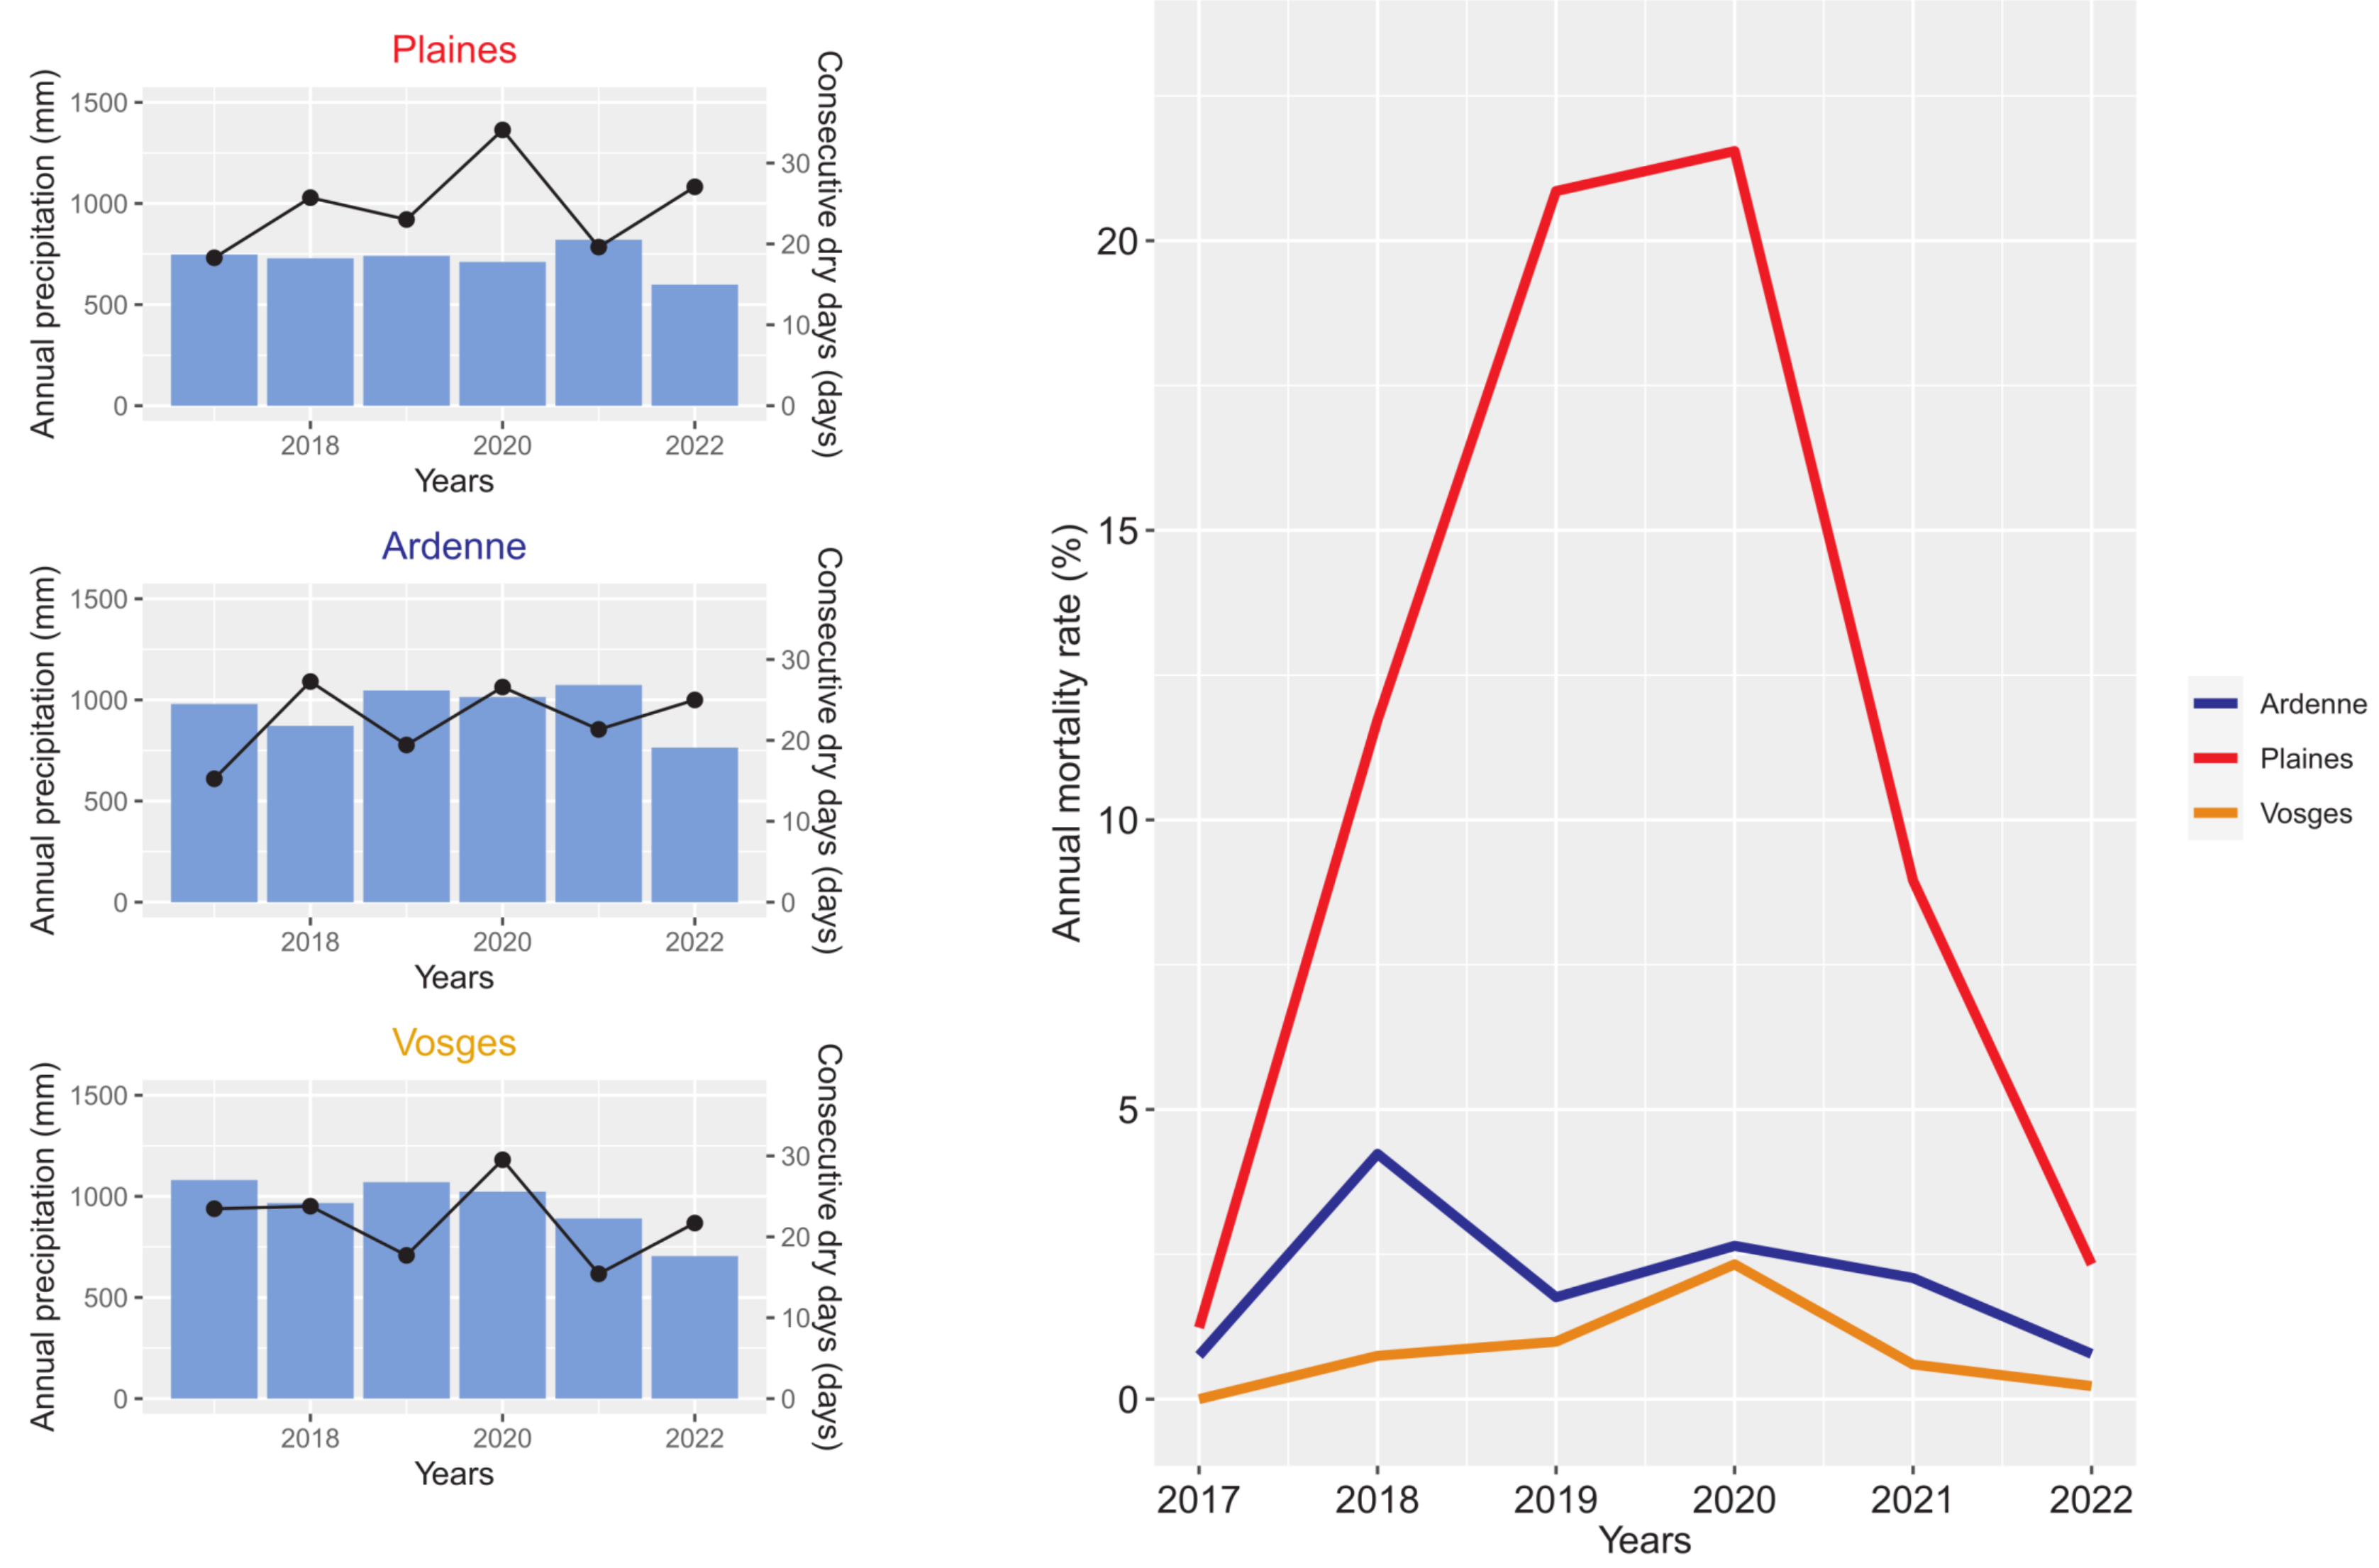 Plaines
Annual precipitation (mm)
1500
1000
500
0
Consecutive dry days (days)
30
20
10
0
2018 2020 2022
Years
Ardenne
Annual precipitation (mm)
1500
1000
500
0
Consecutive dry days (days)
30
20
10
0
2018 2020 2022
Years
Vosges
Annual precipitation (mm)
1500
1000
500
0
Consecutive dry days (days)
30
20
10
0
2018 2020 2022
Years
Annual mortality rate (%)
20
15
10
5
0
2017 2018 2019 2020 2021 2022
Years
Ardenne
Plaines
Vosges